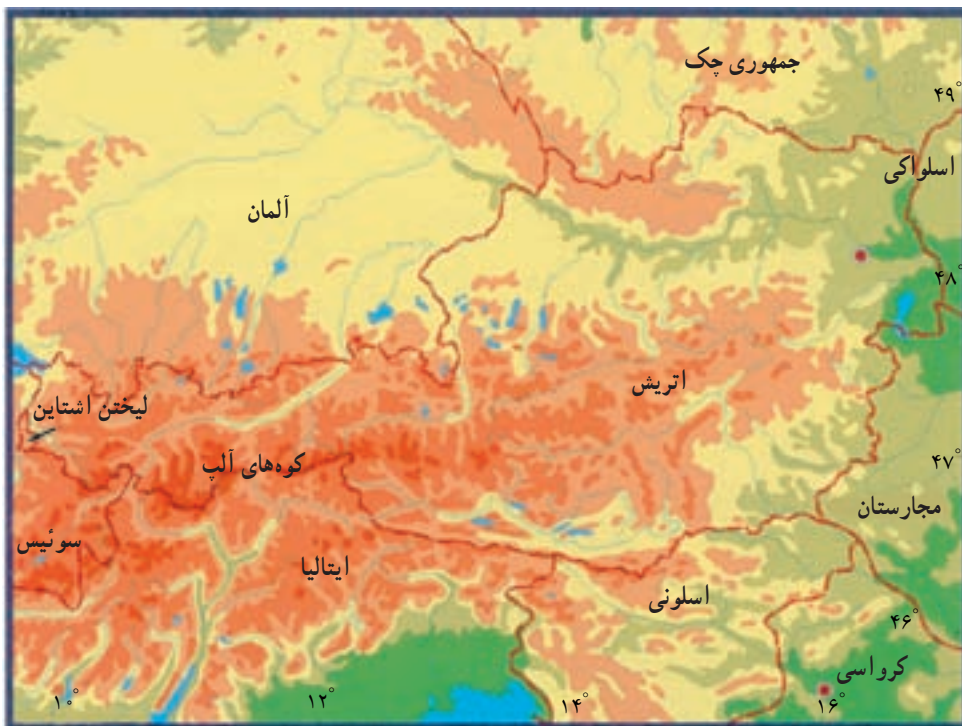 جمهوری چک
۴۹°
اسلواکی
آلمان
۴۸°
اتریش
لیختن اشتاین
کوه‌های آلپ
۴۷°
مجارستان
سوئیس
ایتالیا
اسلونی
۴۶°
کرواسی
۱۰°
۱۲°
۱۴°
۱۶°